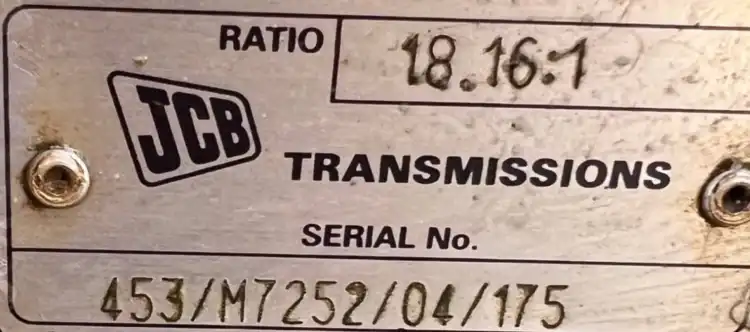 RATIO 18.16:1
JCB
TRANSMISSIONS
SERIAL No.
453/M7252/04/175